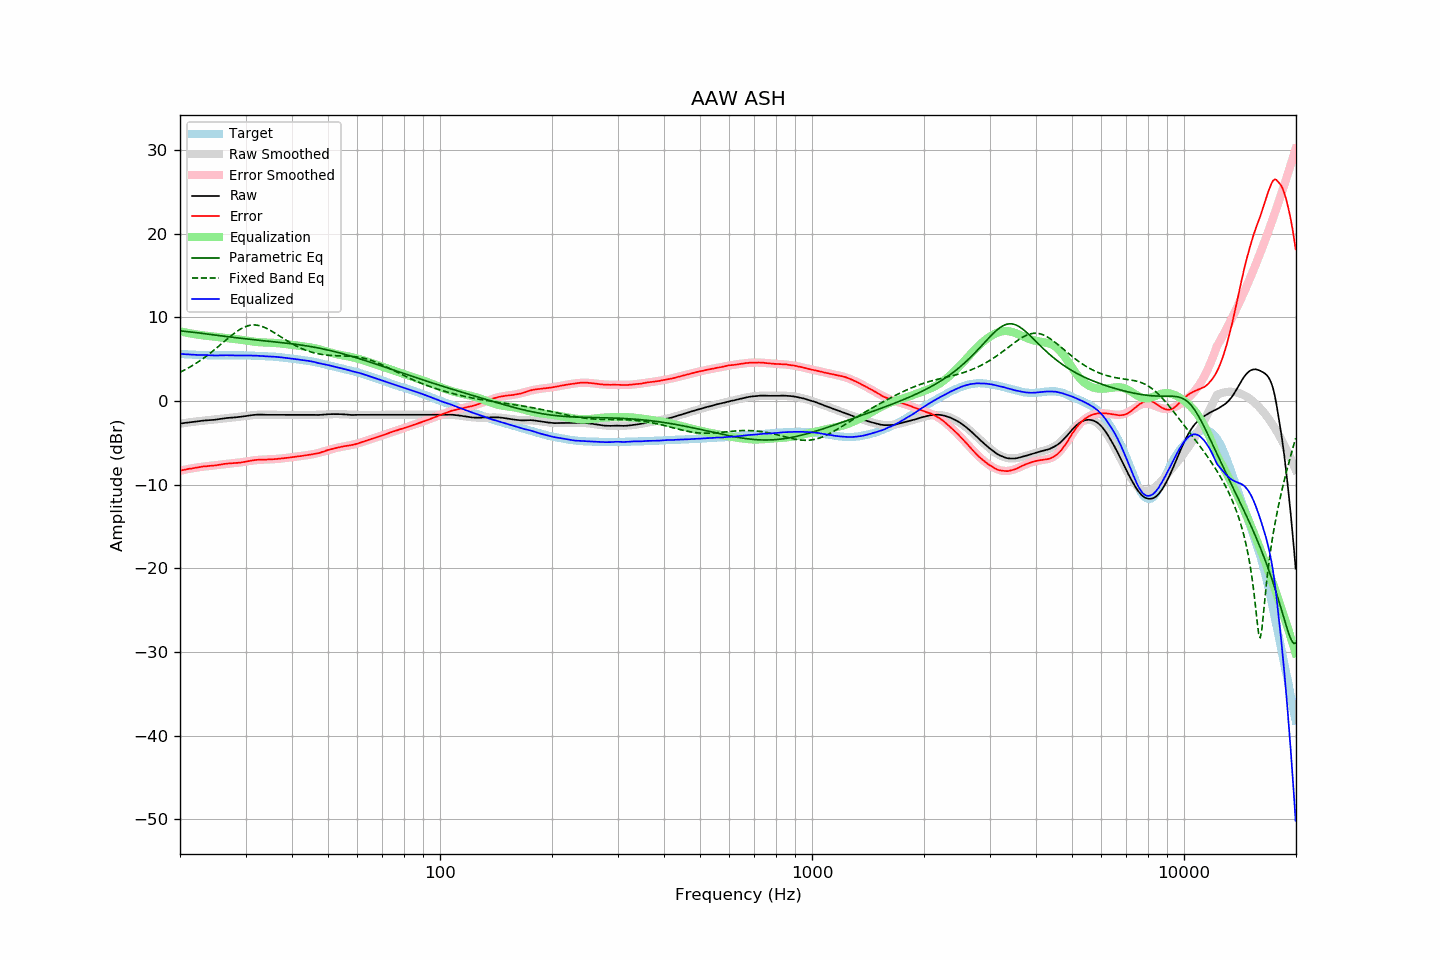 AAW ASH
Target
Raw Smoothed
Error Smoothed
Raw
Error
Equalization
Parametric Eq
Fixed Band Eq
Equalized
30
20
10
0
−10
−20
−30
−40
−50
Amplitude (dBr)
100
1000
10000
Frequency (Hz)